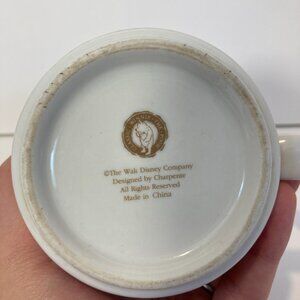 ©The Walt Disney Company
Designed by Charpente
All Rights Reserved
Made in China